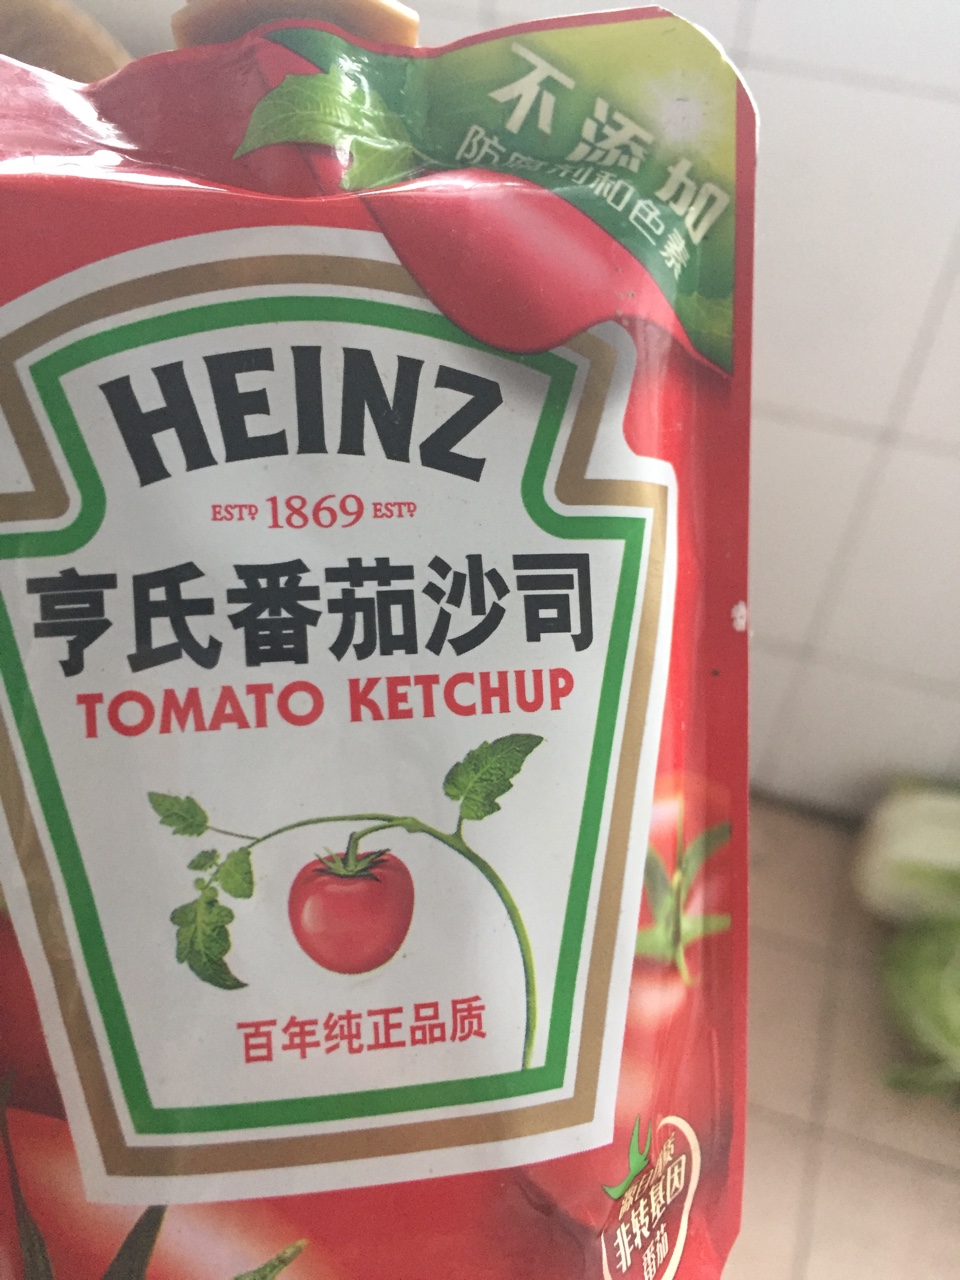 不添加
防腐剂和色素
HEINZ
ESTD 1869 ESTD
亨氏番茄沙司
TOMATO KETCHUP
百年纯正品质
非转基因
番茄